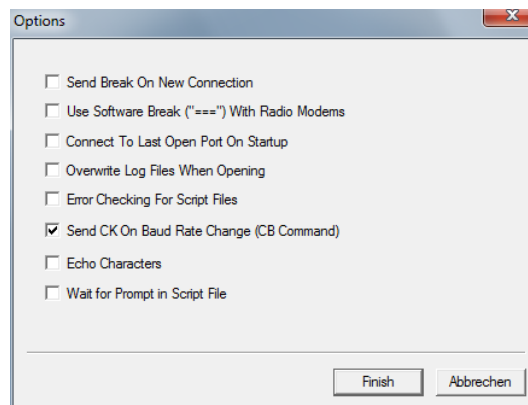 Options
Send Break On New Connection
Use Software Break ("===") With Radio Modems
Connect To Last Open Port On Startup
Overwrite Log Files When Opening
Error Checking For Script Files
Send CK On Baud Rate Change (CB Command)
Echo Characters
Wait for Prompt in Script File
Finish Abbrechen